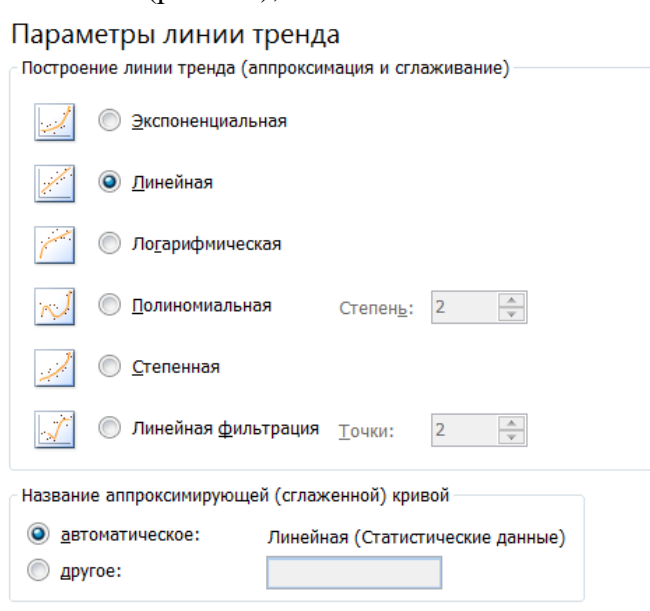 Параметры линии тренда
Построение линии тренда (аппроксимация и сглаживание)
Экспоненциальная
Линейная
Логарифмическая
Полиномиальная Степень: 2
Степенная
Линейная фильтрация Точки: 2
Название аппроксимирующей (сглаженной) кривой
автоматическое: Линейная (Статистические данные)
другое: